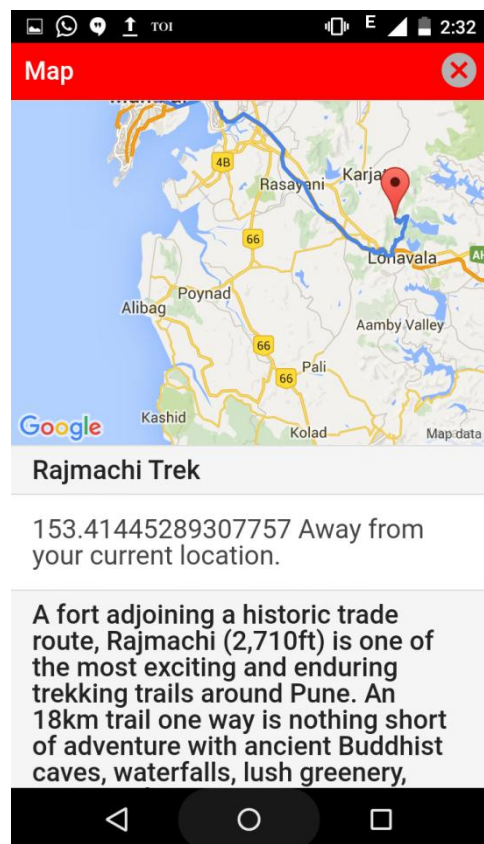 TOI E 2:32
Map
4B
Rasayani Karjat
66
Lonavala
Poynad
Alibag
Aamby Valley
66
Pali
66
Kashid
Google Kolad Map data
Rajmachi Trek
153.41445289307757 Away from
your current location.
A fort adjoining a historic trade
route, Rajmachi (2,710ft) is one of
the most exciting and enduring
trekking trails around Pune. An
18km trail one way is nothing short
of adventure with ancient Buddhist
caves, waterfalls, lush greenery,